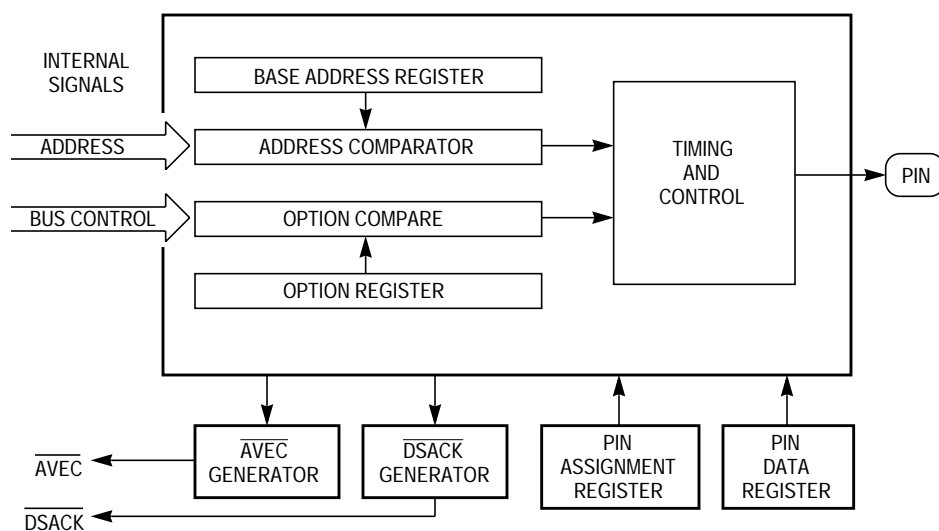 INTERNAL
SIGNALS
BASE ADDRESS REGISTER
ADDRESS
ADDRESS COMPARATOR
TIMING
AND
CONTROL
PIN
BUS CONTROL
OPTION COMPARE
OPTION REGISTER
AVEC
GENERATOR
DSACK
GENERATOR
PIN
ASSIGNMENT
REGISTER
PIN
DATA
REGISTER
AVEC
DSACK